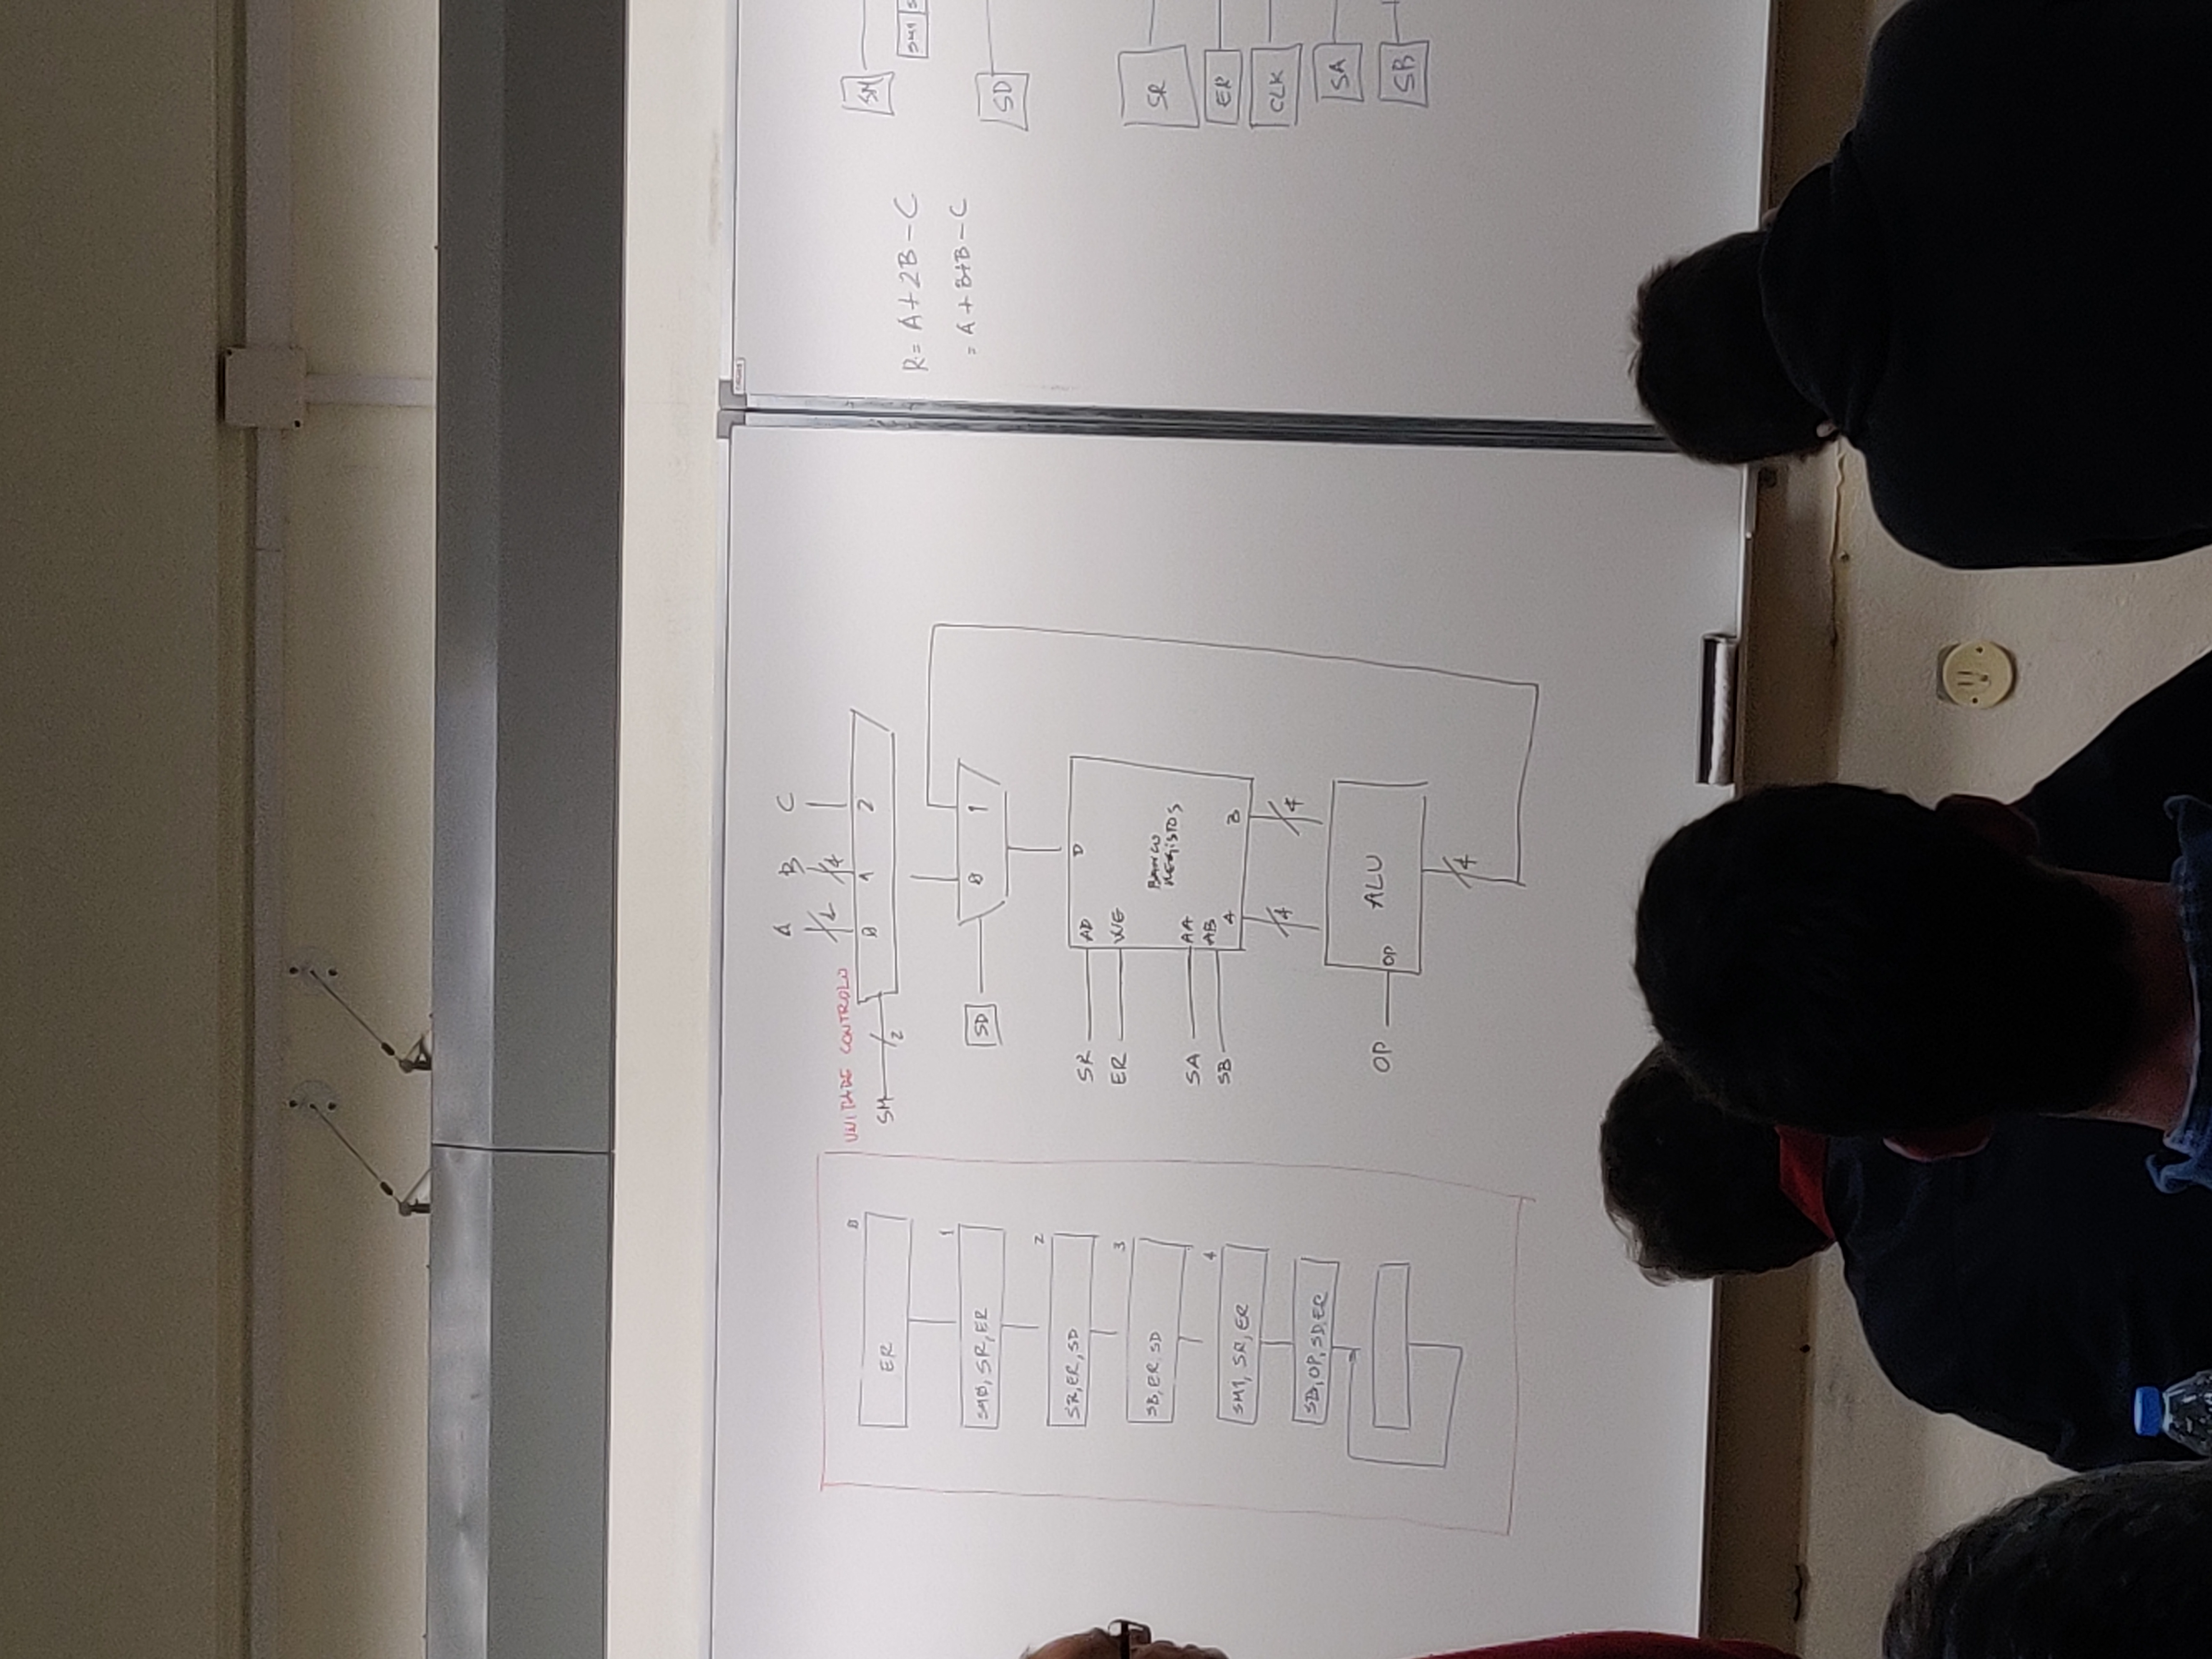 UNIDADE CONTROLO
0
ER
1
SM0, SR, ER
2
SR, ER, SD
3
SB, ER, SD
4
SM1, SR, ER
SB, OP, SD, ER
A B C
4 4
0 1 2
SM 2
SD 0 1
D
SR AD
ER WE
BANCO
REGISTOS
SA AA
SB AB
A B
4 4
ALU
OP OP
4
R = A + 2B - C
= A + B + B - C
SM
SM1
SD
SR
ER
CLK
SA
SB